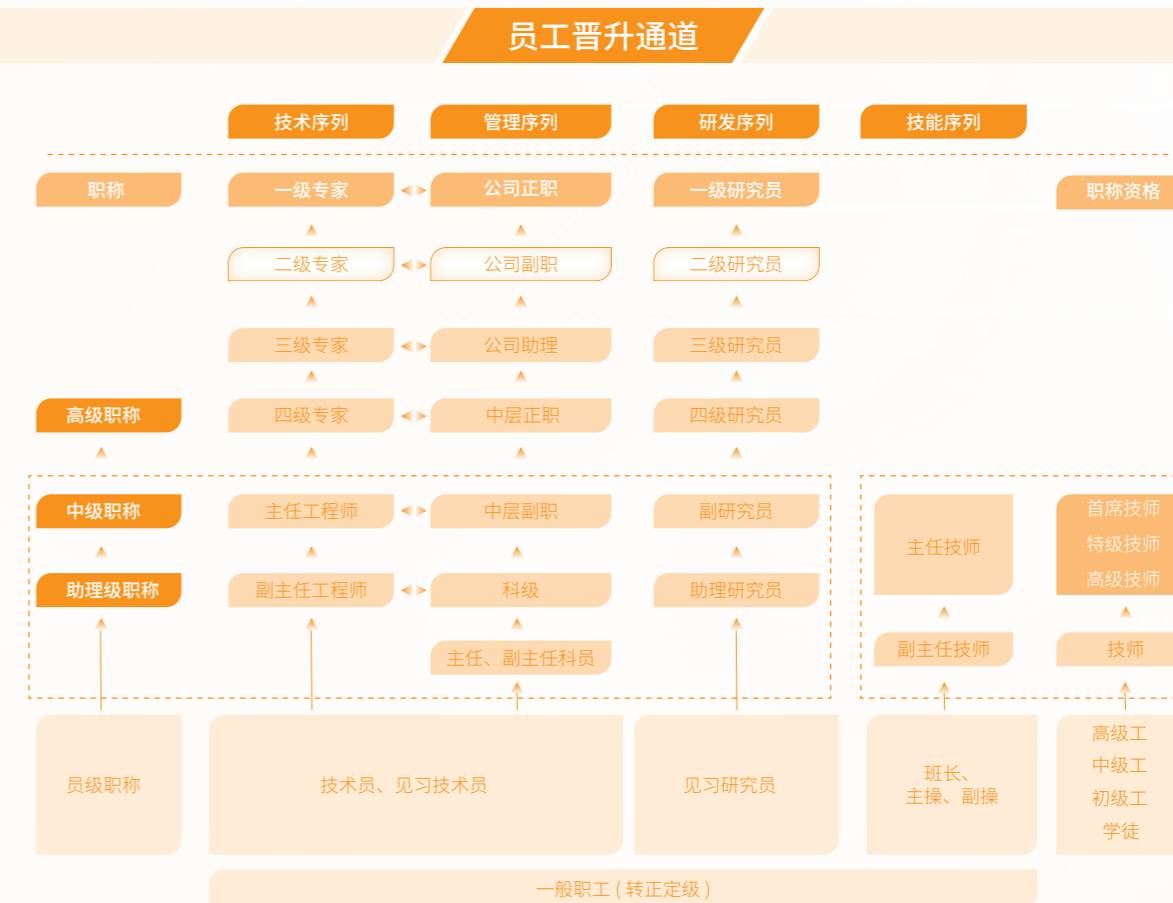 员工晋升通道
技术序列 管理序列 研发序列 技能序列
职称 一级专家 公司正职 一级研究员 职称资格
二级专家 公司副职 二级研究员
三级专家 公司助理 三级研究员
高级职称 四级专家 中层正职 四级研究员
中级职称 主任工程师 中层副职 副研究员 主任技师 首席技师
特级技师
高级技师
助理级职称 副主任工程师 科级 助理研究员
主任、副主任科员 副主任技师 技师
员级职称 技术员、见习技术员 见习研究员 班长、
主操、副操
高级工
中级工
初级工
学徒
一般职工(转正定级)